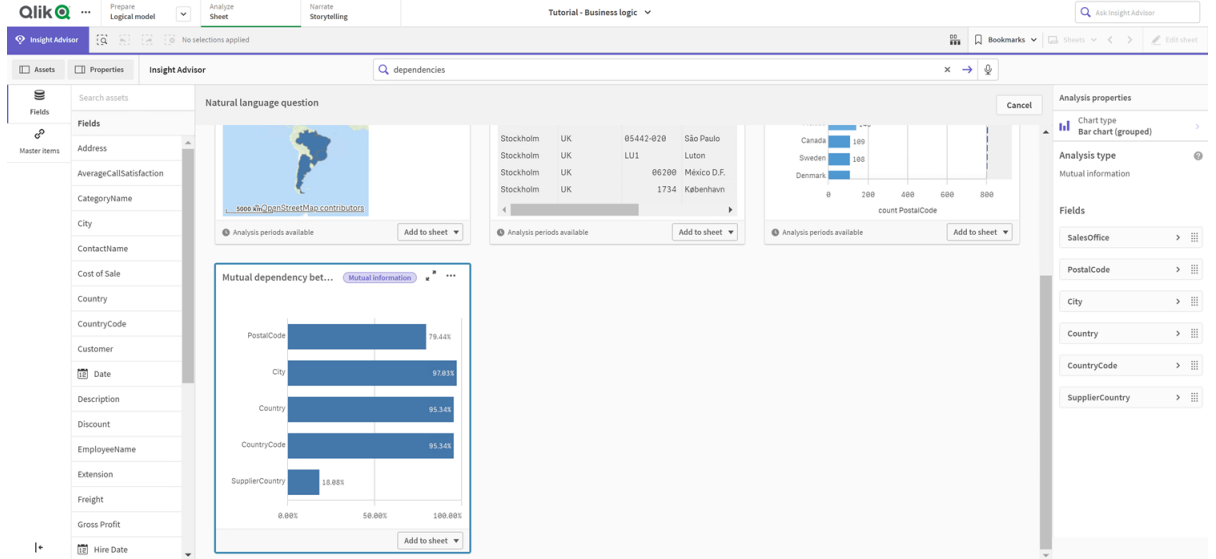 Qlik
Prepare
Logical model
Analyze
Sheet
Narrate
Storytelling
Tutorial - Business logic
Ask Insight Advisor
Insight Advisor
No selections applied
Bookmarks
Sheets
Edit sheet
Assets
Properties
Insight Advisor
dependencies
Fields
Master items
Search assets
Fields
Address
AverageCallSatisfaction
CategoryName
City
ContactName
Cost of Sale
Country
CountryCode
Customer
Date
Description
Discount
EmployeeName
Extension
Freight
Gross Profit
Hire Date
Natural language question
Cancel
5000 km
OpenStreetMap contributors
Analysis periods available
Add to sheet
Stockholm UK 05442-020 São Paulo
Stockholm UK LU1 Luton
Stockholm UK 06200 México D.F.
Stockholm UK 1734 København
Analysis periods available
Add to sheet
Canada 109
Sweden 108
Denmark
0 200 400 600 800
count PostalCode
Analysis periods available
Add to sheet
Mutual dependency bet...
Mutual information
PostalCode 79.44%
City 97.03%
Country 95.34%
CountryCode 95.34%
SupplierCountry 18.08%
0.00% 50.00% 100.00%
Add to sheet
Analysis properties
Chart type
Bar chart (grouped)
Analysis type
Mutual information
Fields
SalesOffice
PostalCode
City
Country
CountryCode
SupplierCountry